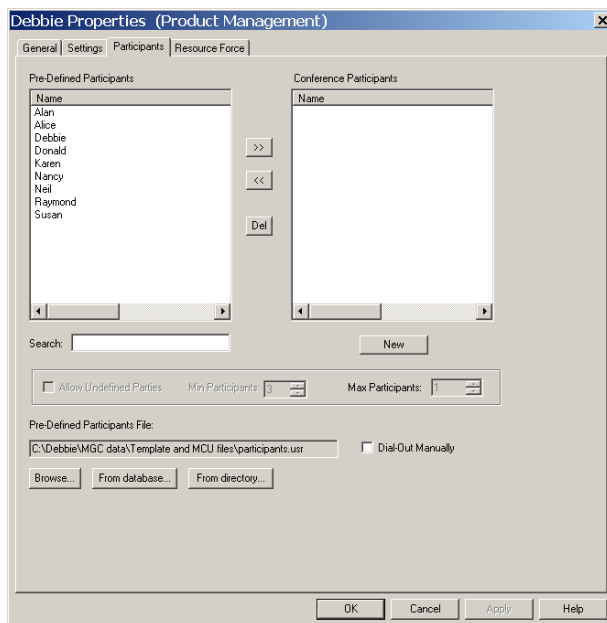 Debbie Properties (Product Management)
General
Settings
Participants
Resource Force
Pre-Defined Participants
Conference Participants
Name
Name
Alan
Alice
Debbie
Donald
Karen
Nancy
Neil
Raymond
Susan
>>
<<
Del
Search:
New
Allow Undefined Parties
Min Participants: 3
Max Participants: 1
Pre-Defined Participants File:
C:\Debbie\MGC data\Template and MCU files\participants.usr
Dial-Out Manually
Browse...
From database...
From directory...
OK
Cancel
Apply
Help